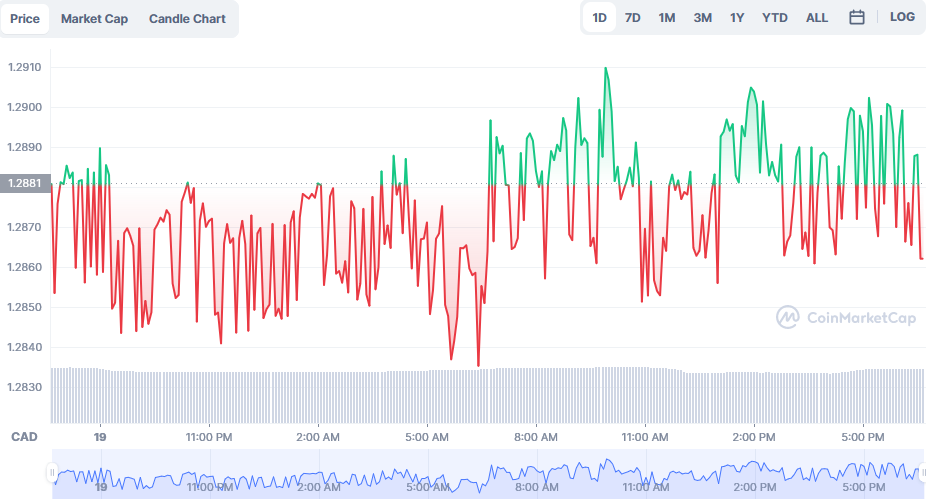 Price Market Cap Candle Chart 1D 7D 1M 3M 1Y YTD ALL LOG
1.2910
1.2900
1.2890
1.2881
1.2870
1.2860
1.2850
CoinMarketCap
1.2840
1.2830
CAD 19 11:00 PM 2:00 AM 5:00 AM 8:00 AM 11:00 AM 2:00 PM 5:00 PM
19 11:00 PM 2:00 AM 5:00 AM 8:00 AM 11:00 AM 2:00 PM 5:00 PM